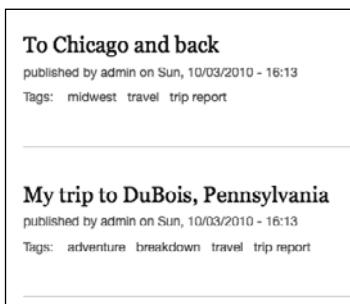 To Chicago and back
published by admin on Sun, 10/03/2010 - 16:13
Tags: midwest travel trip report
My trip to DuBois, Pennsylvania
published by admin on Sun, 10/03/2010 - 16:13
Tags: adventure breakdown travel trip report